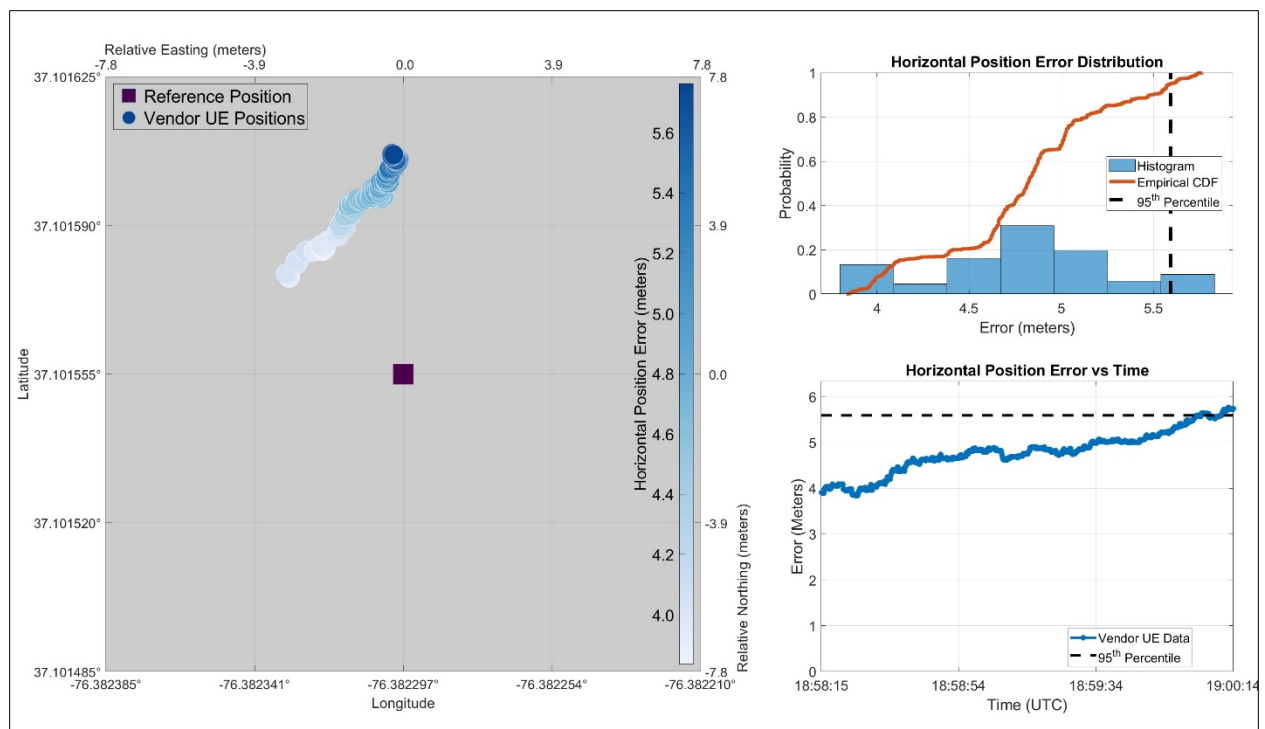 Relative Easting (meters)
-7.8 -3.9 0.0 3.9 7.8
37.101625° 7.8
Reference Position
Vendor UE Positions
37.101590° 3.9
37.101555° 0.0
37.101520° -3.9
37.101485° -7.8
Latitude
-76.382385° -76.382341° -76.382297° -76.382254° -76.382210°
Longitude
Horizontal Position Error (meters)
5.6
5.4
5.2
5.0
4.8
4.6
4.4
4.2
4.0
Relative Northing (meters)
Horizontal Position Error Distribution
Probability
1
0.8
0.6
0.4
0.2
0
Histogram
Empirical CDF
95th Percentile
4 4.5 5 5.5
Error (meters)
Horizontal Position Error vs Time
Error (Meters)
6
5
4
3
2
1
0
Vendor UE Data
95th Percentile
18:58:15 18:58:54 18:59:34 19:00:14
Time (UTC)